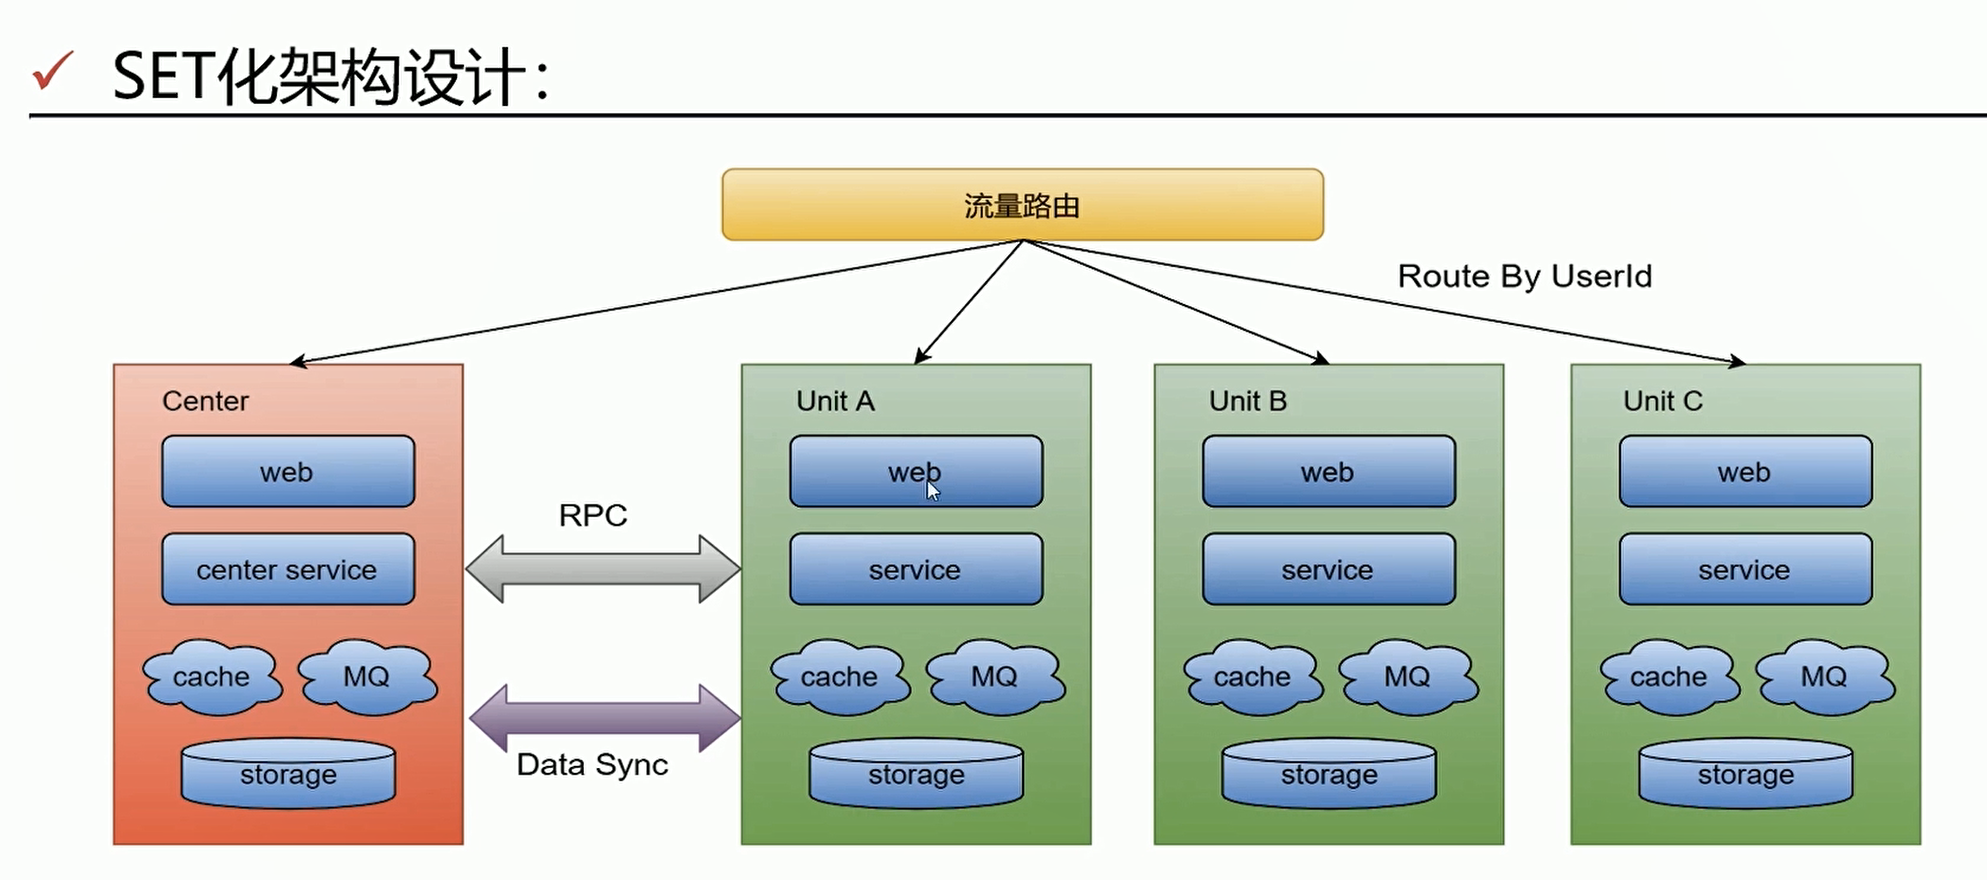 SET化架构设计：
流量路由
Route By UserId
Center
web
center service
cache
MQ
storage
RPC
Data Sync
Unit A
web
service
cache
MQ
storage
Unit B
web
service
cache
MQ
storage
Unit C
web
service
cache
MQ
storage